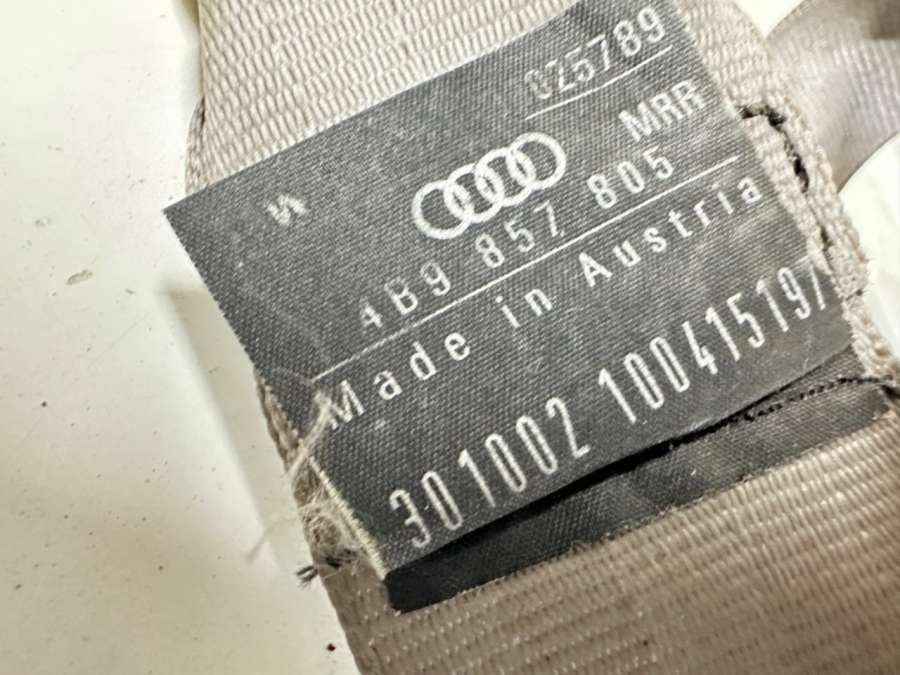 025789
MRR
4B9 857 805
Made in Austria
301002 100415197